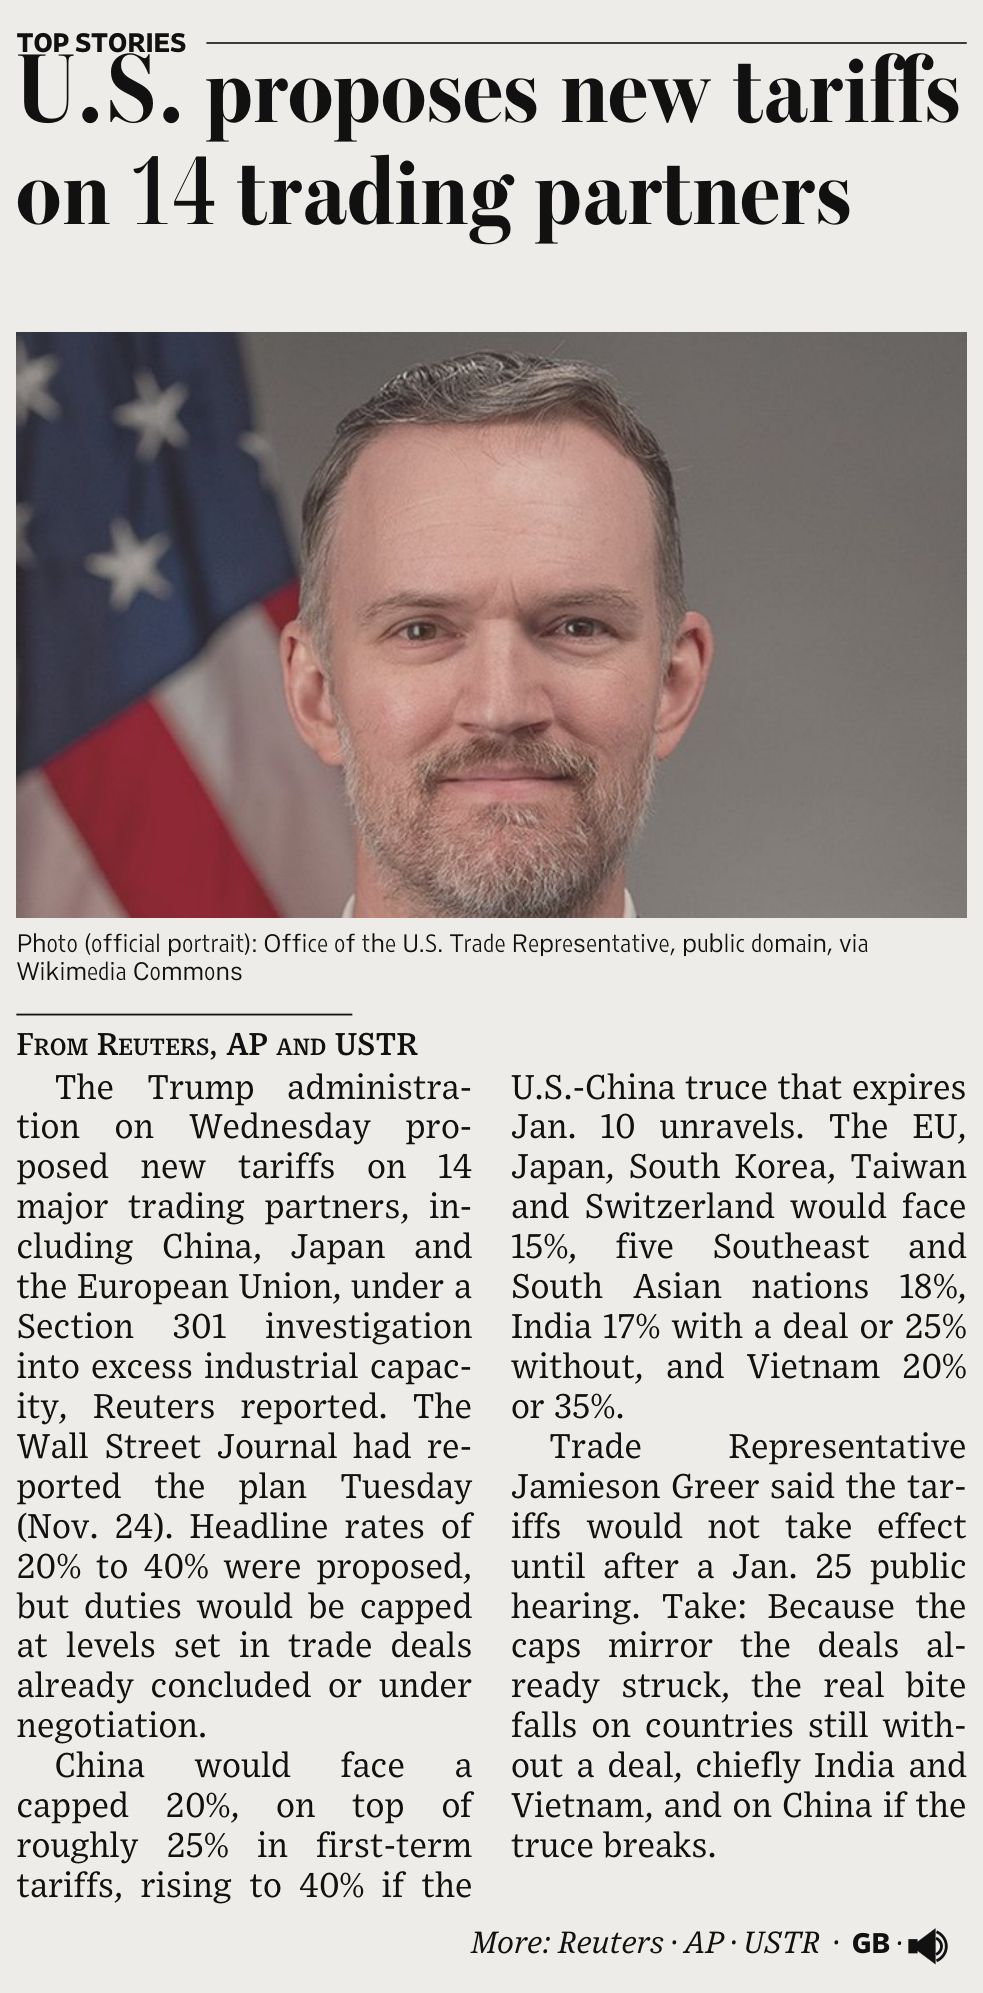 TOP STORIES
U.S. proposes new tariffs
on 14 trading partners
Photo (official portrait): Office of the U.S. Trade Representative, public domain, via
Wikimedia Commons
From Reuters, AP and USTR
The Trump administra-
tion on Wednesday pro-
posed new tariffs on 14
major trading partners, in-
cluding China, Japan and
the European Union, under a
Section 301 investigation
into excess industrial capac-
ity, Reuters reported. The
Wall Street Journal had re-
ported the plan Tuesday
(Nov. 24). Headline rates of
20% to 40% were proposed,
but duties would be capped
at levels set in trade deals
already concluded or under
negotiation.
China would face a
capped 20%, on top of
roughly 25% in first-term
tariffs, rising to 40% if the
U.S.-China truce that expires
Jan. 10 unravels. The EU,
Japan, South Korea, Taiwan
and Switzerland would face
15%, five Southeast and
South Asian nations 18%,
India 17% with a deal or 25%
without, and Vietnam 20%
or 35%.
Trade Representative
Jamieson Greer said the tar-
iffs would not take effect
until after a Jan. 25 public
hearing. Take: Because the
caps mirror the deals al-
ready struck, the real bite
falls on countries still with-
out a deal, chiefly India and
Vietnam, and on China if the
truce breaks.
More: Reuters · AP · USTR · GB ·